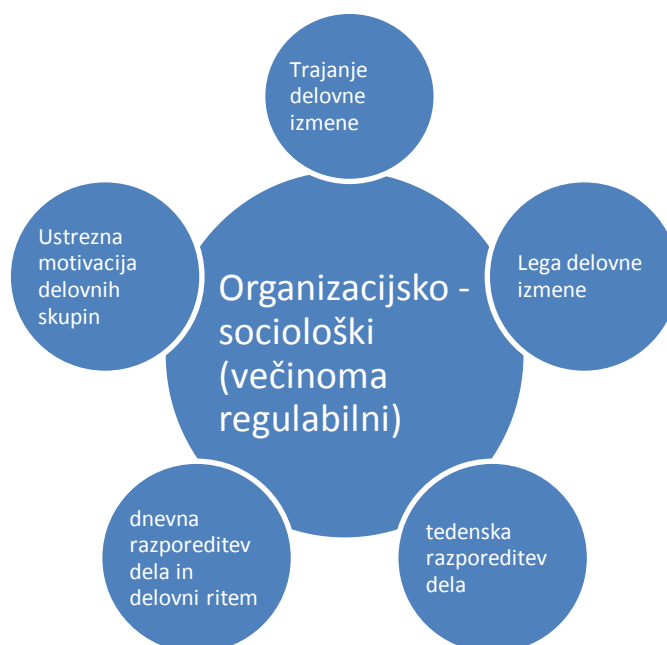 Trajanje
delovne
izmene
Ustrezna
motivacija
delovnih
skupin
Organizacijsko -
sociološki
(večinoma
regulabilni)
Lega delovne
izmene
dnevna
razporeditev
dela in
delovni ritem
tedenska
razporeditev
dela